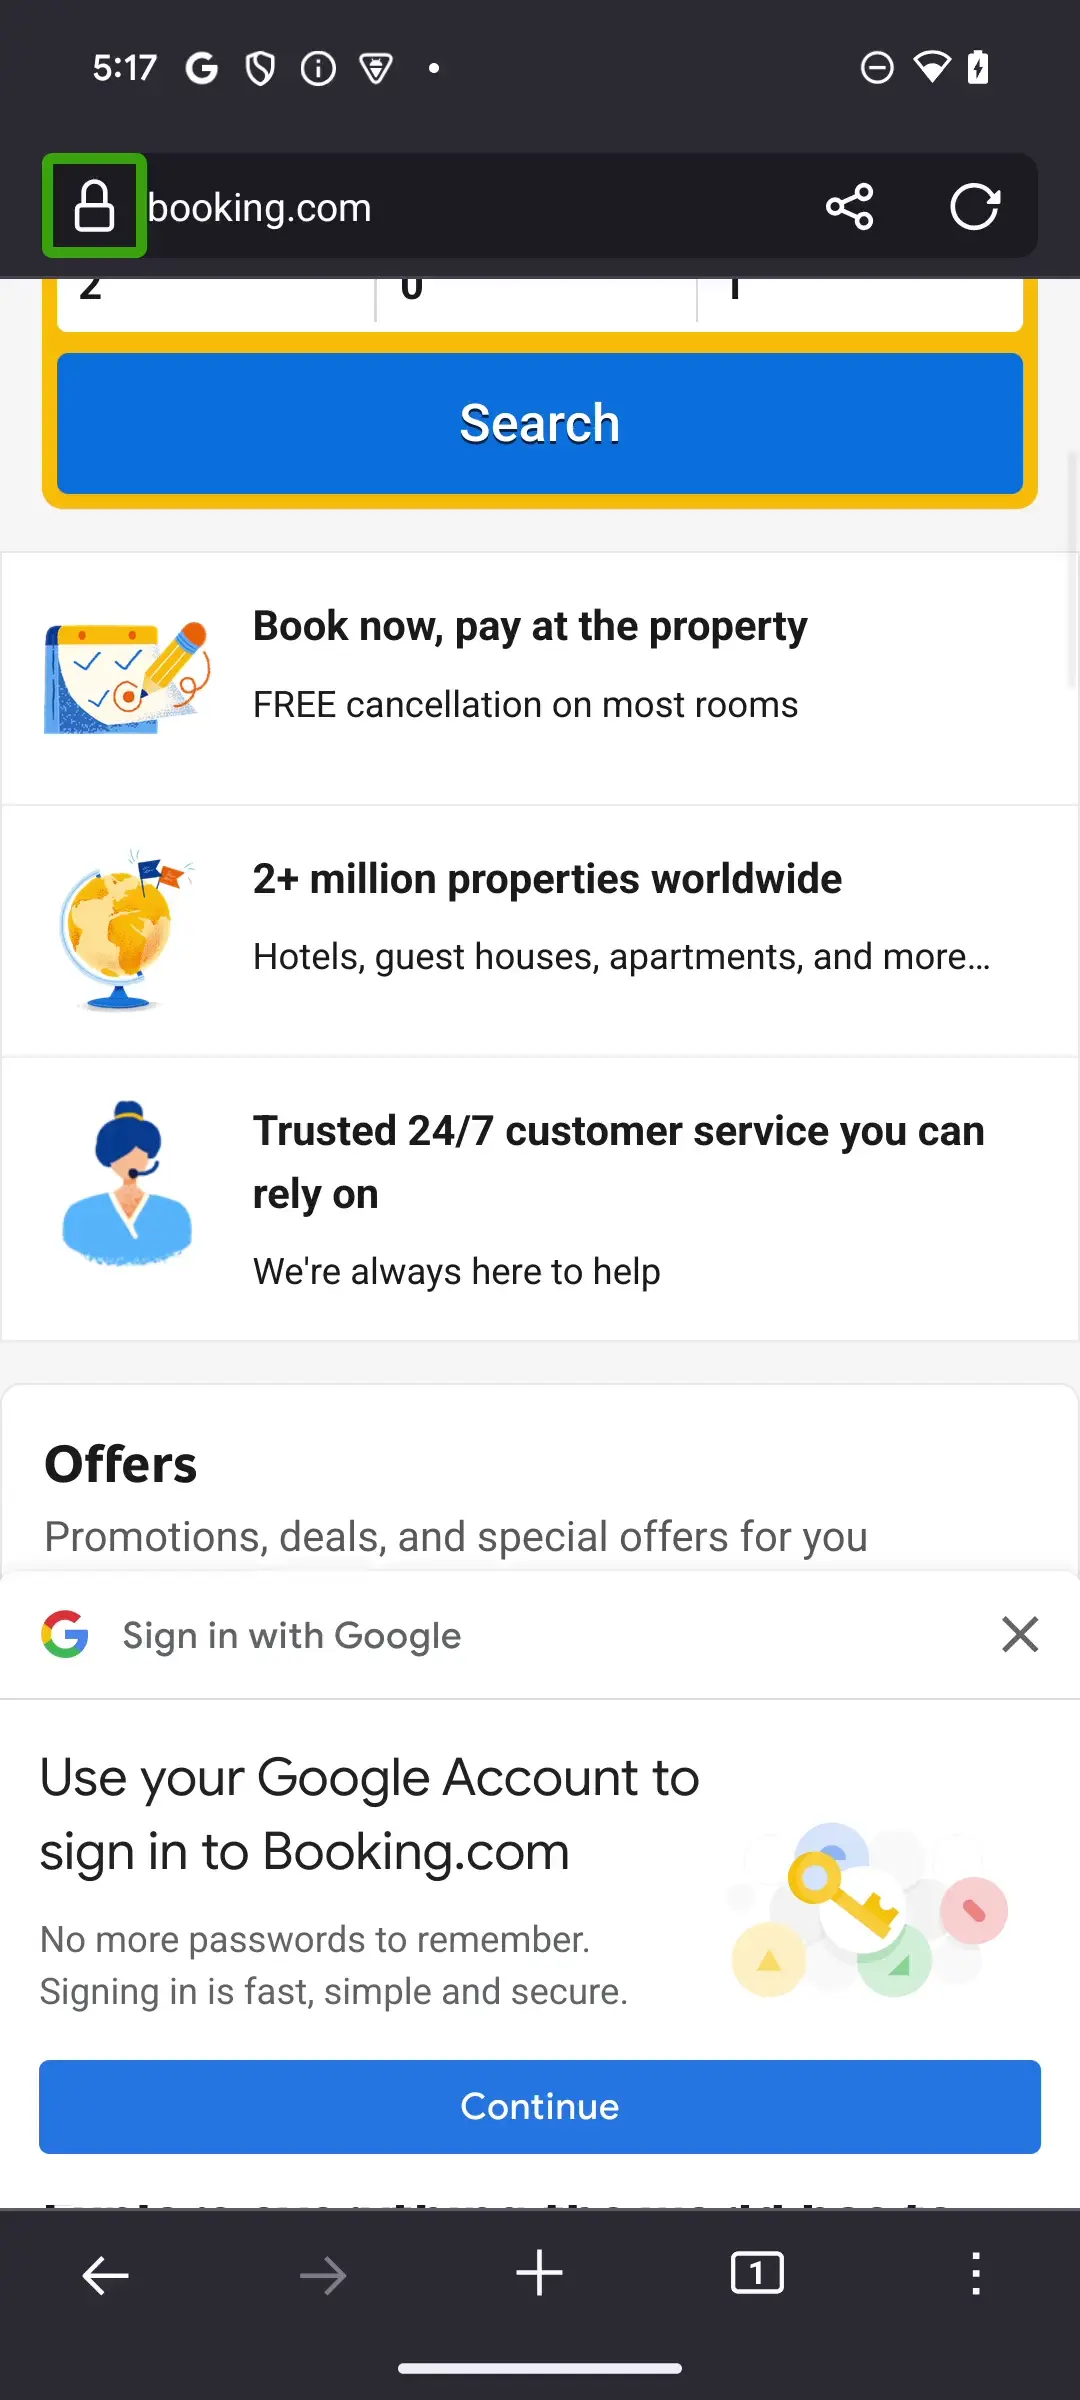 5:17
booking.com
2 0 1
Search
Book now, pay at the property
FREE cancellation on most rooms
2+ million properties worldwide
Hotels, guest houses, apartments, and more…
Trusted 24/7 customer service you can
rely on
We're always here to help
Offers
Promotions, deals, and special offers for you
Sign in with Google
Use your Google Account to
sign in to Booking.com
No more passwords to remember.
Signing in is fast, simple and secure.
Continue
1